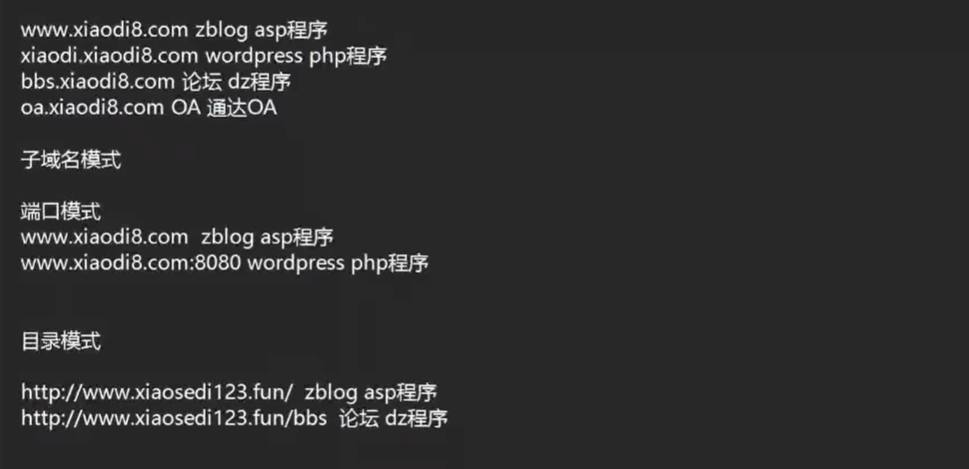 www.xiaodi8.com zblog asp程序
xiaodi.xiaodi8.com wordpress php程序
bbs.xiaodi8.com 论坛 dz程序
oa.xiaodi8.com OA 通达OA
子域名模式
端口模式
www.xiaodi8.com zblog asp程序
www.xiaodi8.com:8080 wordpress php程序
目录模式
http://www.xiaosedi123.fun/ zblog asp程序
http://www.xiaosedi123.fun/bbs 论坛 dz程序